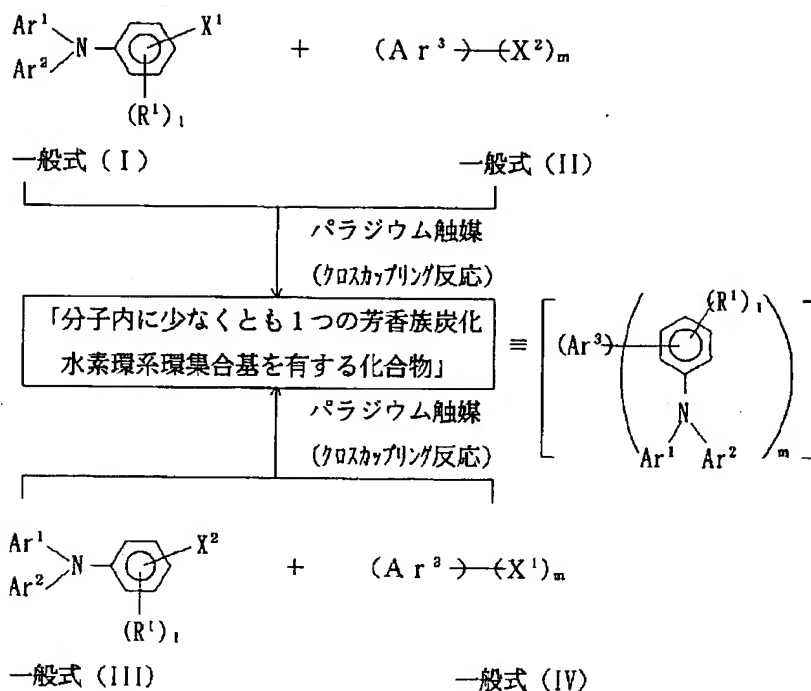 Ar¹
Ar²
N
X¹
(R¹)₁
+
(Ar³)(X²)ₘ
一般式 (I)
一般式 (II)
パラジウム触媒
(クロスカップリング反応)
「分子内に少なくとも1つの芳香族炭化
水素環系環集合基を有する化合物」
≡
(Ar³)
(R¹)₁
N
Ar¹
Ar²
m
パラジウム触媒
(クロスカップリング反応)
Ar¹
Ar²
N
X²
(R¹)₁
+
(Ar³)(X¹)ₘ
一般式 (III)
一般式 (IV)